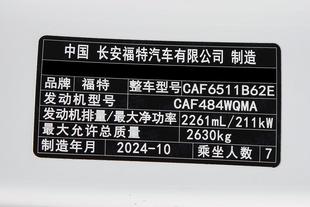 中国 长安福特汽车有限公司 制造
品牌 福特 整车型号 CAF6511B62E
发动机型号 CAF484WQMA
发动机排量/最大净功率 2261mL/211kW
最大允许总质量 2630kg
制造年月 2024-10 乘坐人数 7